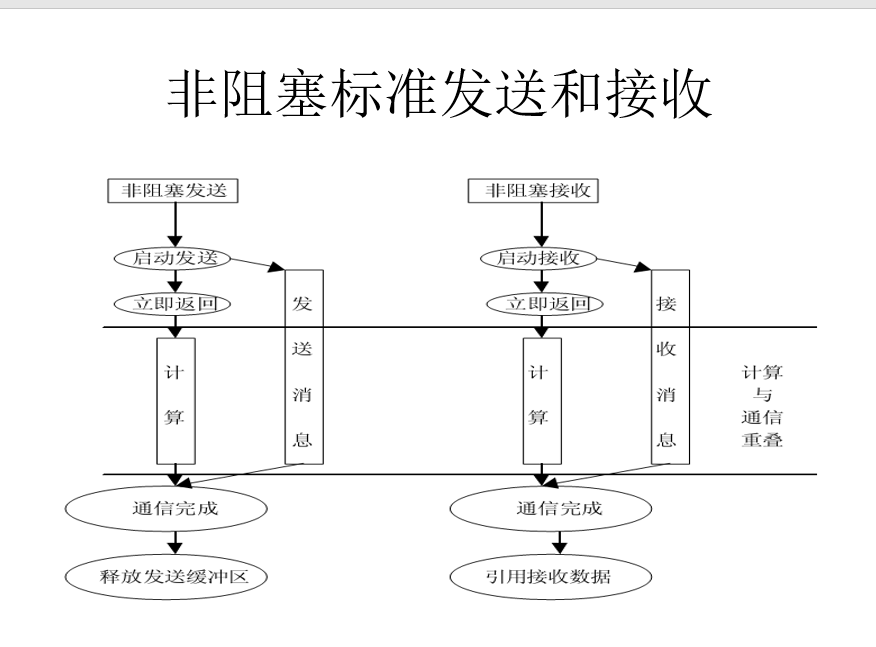 非阻塞标准发送和接收
非阻塞发送
非阻塞接收
启动发送
启动接收
立即返回
立即返回
发
送
消
息
接
收
消
息
计
算
计
算
计算
与
通信
重叠
通信完成
通信完成
释放发送缓冲区
引用接收数据